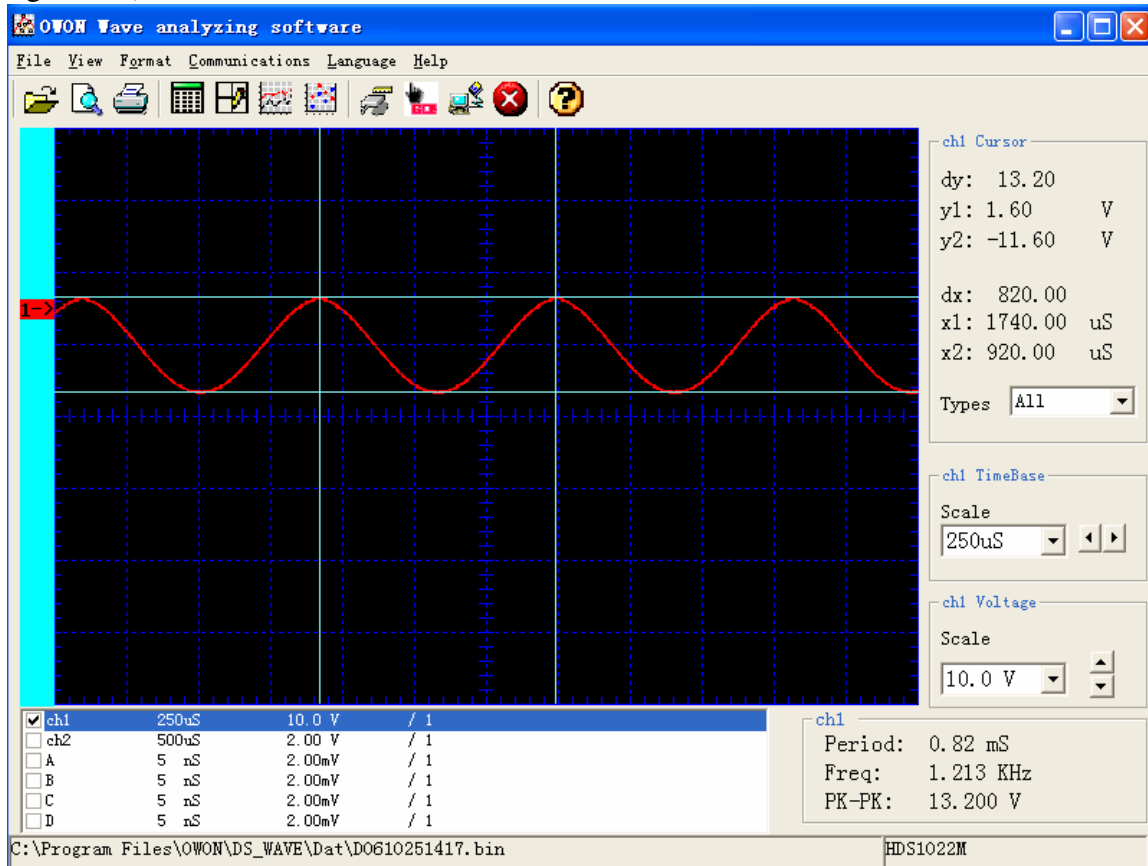 OWON Wave analyzing software
File View Format Communications Language Help
ch1 Cursor
dy: 13.20
y1: 1.60 V
y2: -11.60 V
dx: 820.00
x1: 1740.00 uS
x2: 920.00 uS
Types All
1->
ch1 TimeBase
Scale
250uS
ch1 Voltage
Scale
10.0 V
ch1 250uS 10.0 V / 1
ch2 500uS 2.00 V / 1
A 5 nS 2.00mV / 1
B 5 nS 2.00mV / 1
C 5 nS 2.00mV / 1
D 5 nS 2.00mV / 1
ch1
Period: 0.82 mS
Freq: 1.213 KHz
PK-PK: 13.200 V
C:\Program Files\OWON\DS_WAVE\Dat\D0610251417.bin
HDS1022M